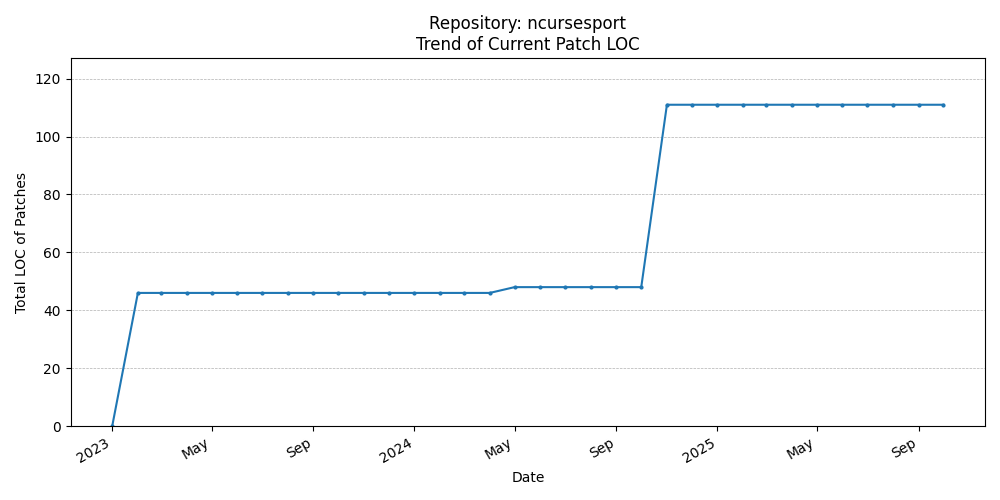 Repository: ncursesport
Trend of Current Patch LOC
Total LOC of Patches
120
100
80
60
40
20
0
2023
May
Sep
2024
May
Sep
2025
May
Sep
Date